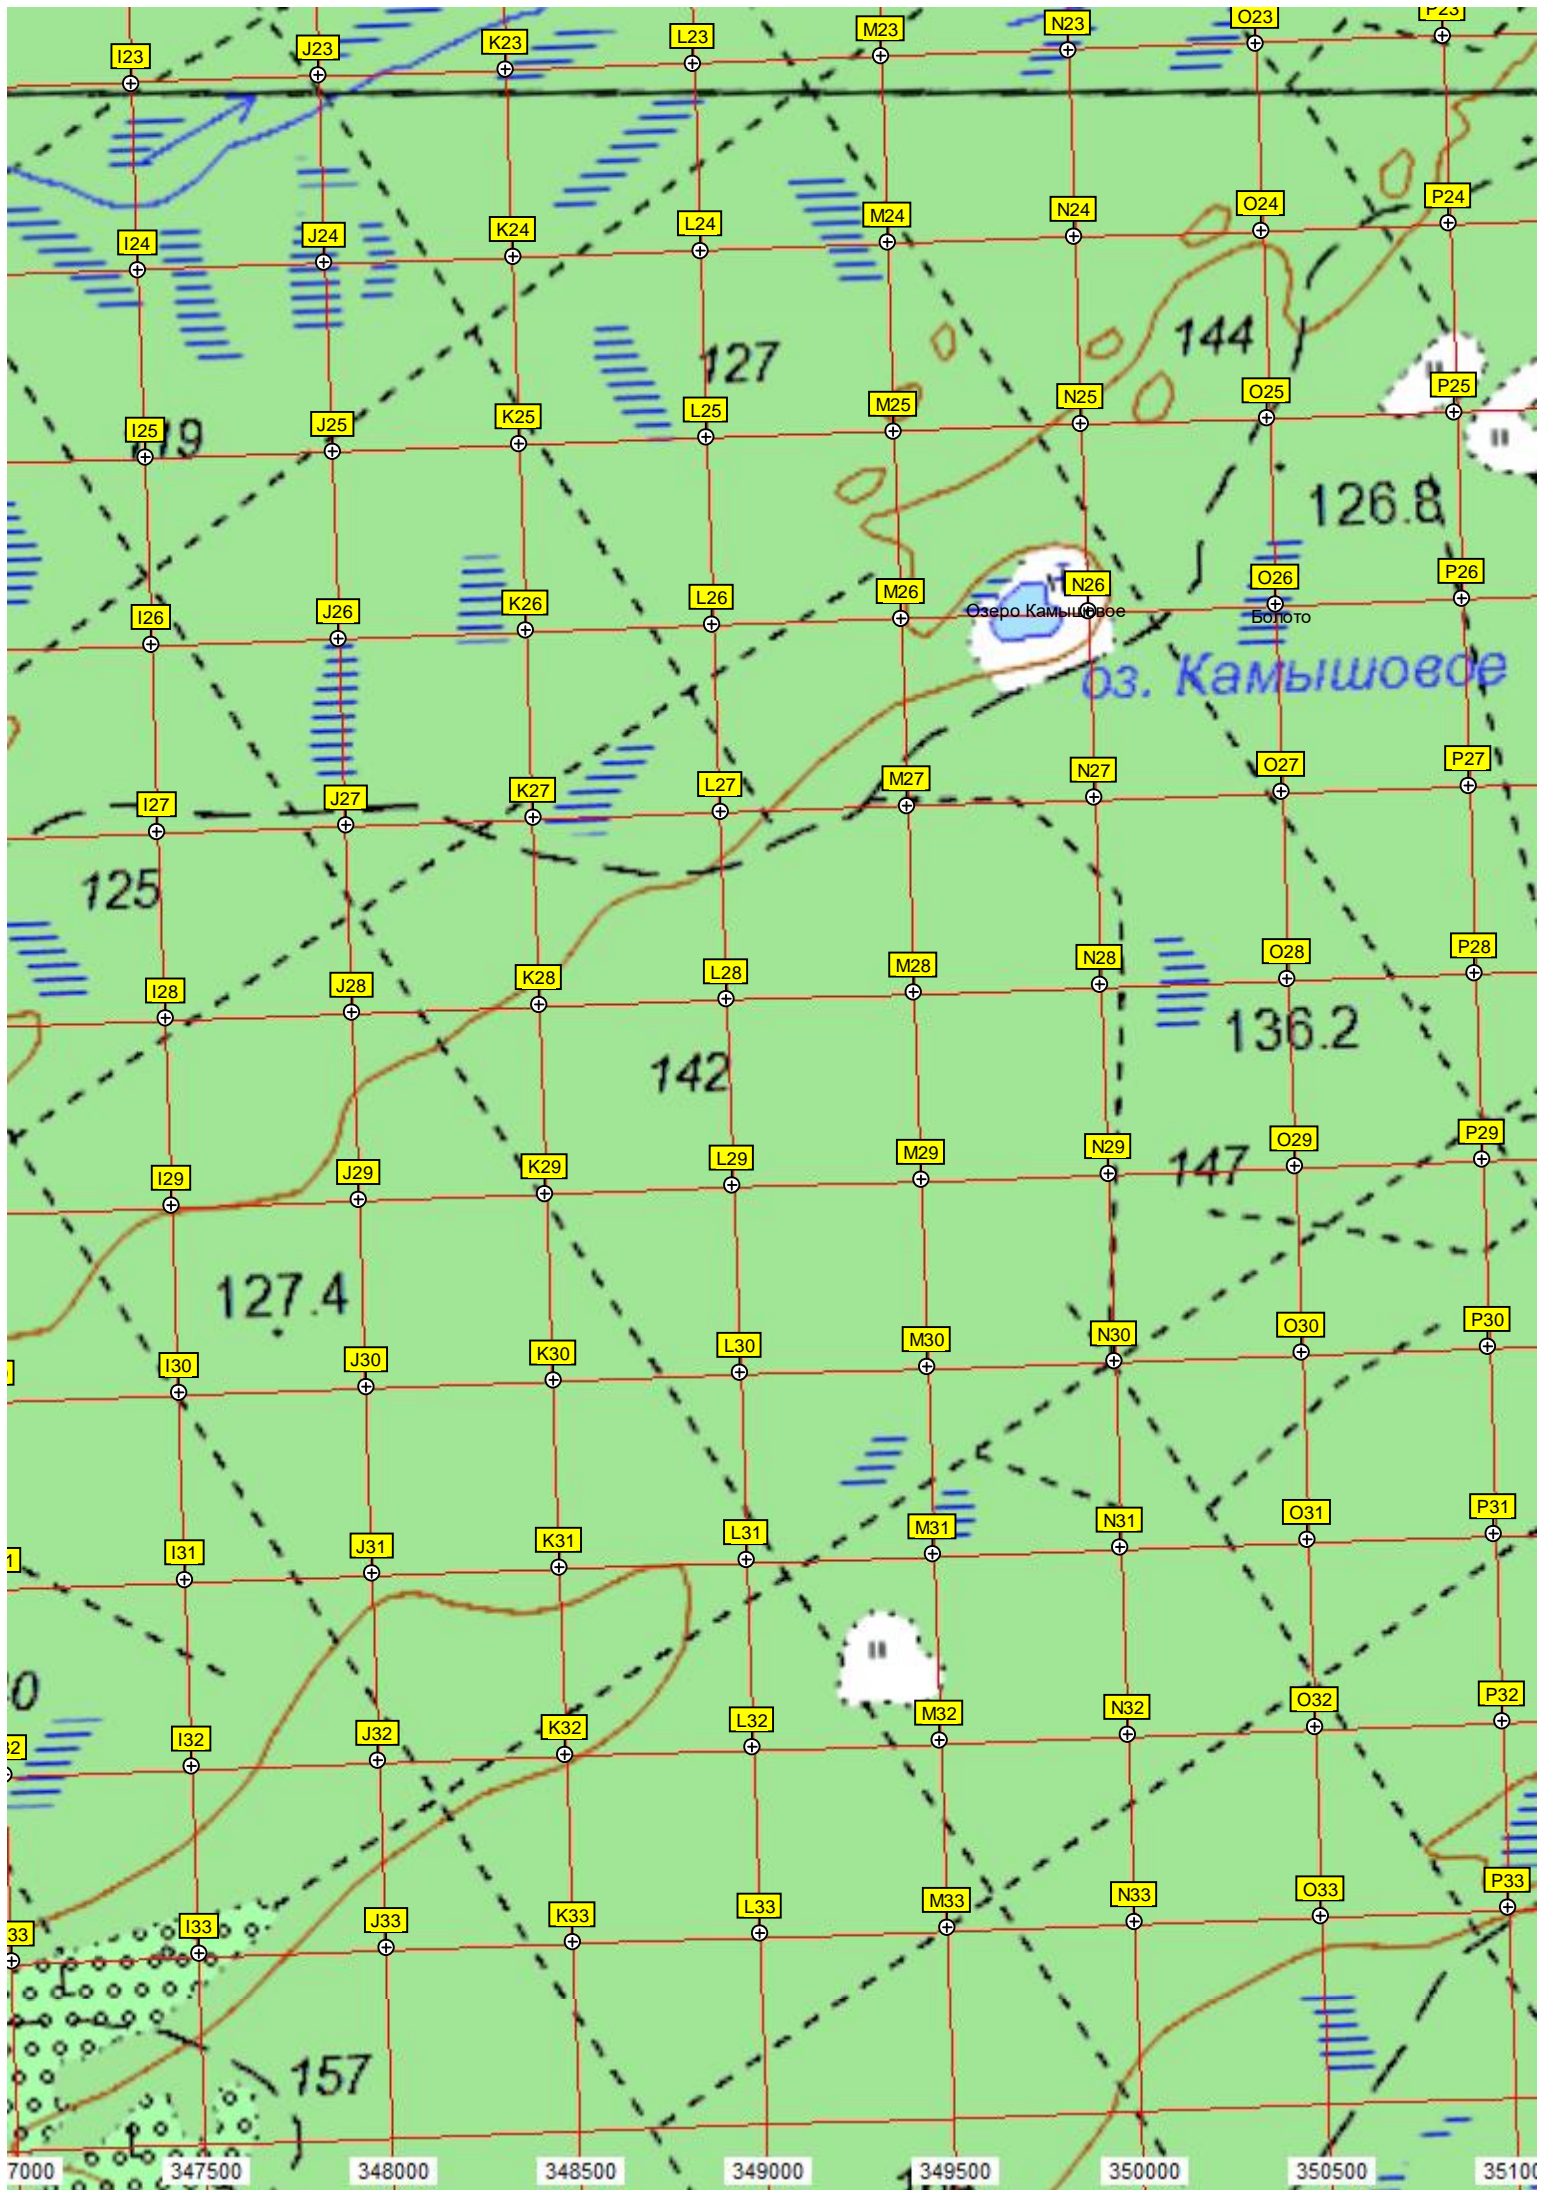 I23 J23 K23 L23 M23 N23 O23 P23
I24 J24 K24 L24 M24 N24 O24 P24
127 144
I25 J25 K25 L25 M25 N25 O25 P25
126.8
I26 J26 K26 L26 M26 N26 O26 P26
Озеро Камышовое Болото
оз. Камышовое
I27 J27 K27 L27 M27 N27 O27 P27
125
I28 J28 K28 L28 M28 N28 O28 P28
136.2
142
I29 J29 K29 L29 M29 N29 O29 P29
147
127.4
I30 J30 K30 L30 M30 N30 O30 P30
I31 J31 K31 L31 M31 N31 O31 P31
I32 J32 K32 L32 M32 N32 O32 P32
I33 J33 K33 L33 M33 N33 O33 P33
157
7000 347500 348000 348500 349000 349500 350000 350500 3510